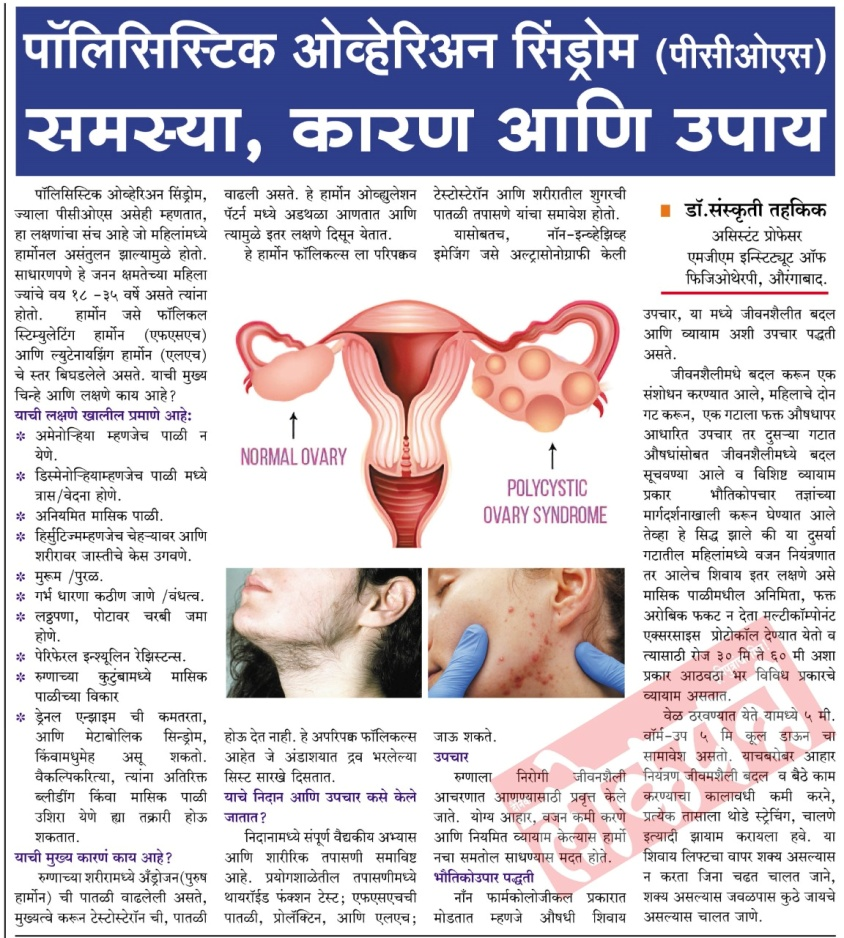 पॉलिसिस्टिक ओव्हेरिअन सिंड्रोम (पीसीओएस)
समस्या, कारण आणि उपाय
पॉलिसिस्टिक ओव्हेरिअन सिंड्रोम,
ज्याला पीसीओएस असेही म्हणतात,
हा लक्षणांचा संच आहे जो महिलांमध्ये
हार्मोनल असंतुलन झाल्यामुळे होतो.
साधारणपणे हे जनन क्षमतेच्या महिला
ज्यांचे वय १८ -३५ वर्षे असते त्यांना
होतो. हार्मोन जसे फॉलिकल
स्टिम्युलेटिंग हार्मोन (एफएसएच)
आणि ल्युटेनायझिंग हार्मोन (एलएच)
चे स्तर बिघडलेले असते. याची मुख्य
चिन्हे आणि लक्षणे काय आहे?
याची लक्षणे खालील प्रमाणे आहे:
* अमेनोऱ्हिया म्हणजेच पाळी न
येणे.
* डिस्मेनोऱ्हियाम्हणजेच पाळी मध्ये
त्रास/वेदना होणे.
* अनियमित मासिक पाळी.
* हिर्सुटिज्मम्हणजेच चेहऱ्यावर आणि
शरीरावर जास्तीचे केस उगवणे.
* मुरूम /पुरळ.
* गर्भ धारणा कठीण जाणे /वंधत्व.
* लठ्ठपणा, पोटावर चरबी जमा
होणे.
* पेरिफेरल इन्श्यूलिन रेझिस्टन्स.
* रुग्णाच्या कुटुंबामध्ये मासिक
पाळीच्या विकार
* ड्रेनल एन्झाइम ची कमतरता,
आणि मेटाबोलिक सिन्ड्रोम,
किंवामधुमेह असू शकतो.
वैकल्पिकरित्या, त्यांना अतिरिक्त
ब्लीडींग किंवा मासिक पाळी
उशिरा येणे ह्या तक्रारी होऊ
शकतात.
याची मुख्य कारणं काय आहे?
रुग्णाच्या शरीरामध्ये अँड्रोजन(पुरुष
हार्मोन) ची पातळी वाढलेली असते,
मुख्यत्वे करून टेस्टोस्टेरॉन ची, पातळी
वाढली असते. हे हार्मोन ओव्ह्युलेशन
पॅटर्न मध्ये अडथळा आणतात आणि
त्यामुळे इतर लक्षणे दिसून येतात.
हे हार्मोन फॉलिकल्स ला परिपक्वव
NORMAL OVARY
POLYCYSTIC
OVARY SYNDROME
होऊ देत नाही. हे अपरिपक्व फॉलिकल्स
आहेत जे अंडाशयात द्रव भरलेल्या
सिस्ट सारखे दिसतात.
याचे निदान आणि उपचार कसे केले
जातात?
निदानामध्ये संपूर्ण वैद्यकीय अभ्यास
आणि शारीरिक तपासणी समाविष्ट
आहे. प्रयोगशाळेतील तपासणीमध्ये
थायरॉईड फंक्शन टेस्ट; एफएसएचची
पातळी, प्रोलॅक्टिन, आणि एलएच;
टेस्टोस्टेरॉन आणि शरीरातील शुगरची
पातळी तपासणे यांचा समावेश होतो.
यासोबतच, नॉन-इन्व्हेझिव्ह
इमेजिंग जसे अल्ट्रासोनोग्राफी केली
जाऊ शकते.
उपचार
रुग्णाला निरोगी जीवनशैली
आचरणात आणण्यासाठी प्रवृत्त केले
जाते. योग्य आहार, वजन कमी करणे
आणि नियमित व्यायाम केल्यास हार्मो
नचा समतोल साधण्यास मदत होते.
भौतिकोउपार पद्धती
नॉन फार्मकोलॉजीकल प्रकारात
मोडतात म्हणजे औषधी शिवाय
डॉ.संस्कृती तहकिक
असिस्टंट प्रोफेसर
एमजीएम इन्स्टिट्यूट ऑफ
फिजिओथेरपी, औरंगाबाद.
उपचार, या मध्ये जीवनशैलीत बदल
आणि व्यायाम अशी उपचार पद्धती
असते.
जीवनशैलीमधे बदल करून एक
संशोधन करण्यात आले, महिलाचे दोन
गट करून, एक गटाला फक्त औषधापर
आधारित उपचार तर दुसऱ्या गटात
औषधांसोबत जीवनशैलीमध्ये बदल
सूचवण्या आले व विशिष्ट व्यायाम
प्रकार भौतिकोपचार तज्ञांच्या
मार्गदर्शनाखाली करून घेण्यात आले
तेव्हा हे सिद्ध झाले की या दुसर्या
गटातील महिलांमध्ये वजन नियंत्रणात
तर आलेच शिवाय इतर लक्षणे असे
मासिक पाळीमधील अनिमिता, फक्त
अरोबिक फकट न देता मल्टीकॉम्पोनंट
एक्सरसाइस प्रोटोकॉल देण्यात येतो व
त्यासाठी रोज ३० मि ते ६० मी अशा
प्रकार आठवठा भर विविध प्रकारचे
व्यायाम असतात.
वेळ ठरवण्यात येते यामध्ये ५ मी.
वॉर्म-उप ५ मि कूल डाऊन चा
सामावेश असतो. याचबरोबर आहार
नियंत्रण जीवमशैली बदल व बैठे काम
करण्याचा कालावधी कमी करने,
प्रत्येक तासाला थोडे स्ट्रेचिंग, चालणे
इत्यादी झायाम करायला हवे. या
शिवाय लिफ्टचा वापर शक्य असल्यास
न करता जिना चढत चालत जाने,
शक्य असल्यास जवळपास कुठे जायचे
असल्यास चालत जाणे.